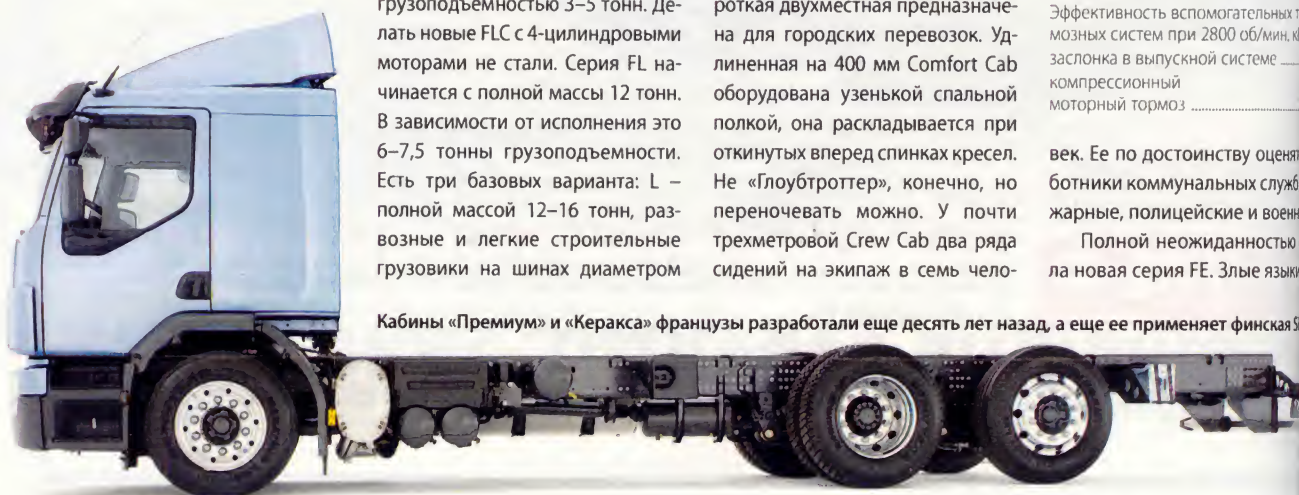 грузоподъемностью 3–5 тонн. Де-
лать новые FLC с 4-цилиндровыми
моторами не стали. Серия FL на-
чинается с полной массы 12 тонн.
В зависимости от исполнения это
6–7,5 тонны грузоподъемности.
Есть три базовых варианта: L –
полной массой 12–16 тонн, раз-
возные и легкие строительные
грузовики на шинах диаметром
роткая двухместная предназначе-
на для городских перевозок. Уд-
линенная на 400 мм Comfort Cab
оборудована узенькой спальной
полкой, она раскладывается при
откинутых вперед спинках кресел.
Не «Глоубтроттер», конечно, но
переночевать можно. У почти
трехметровой Crew Cab два ряда
сидений на экипаж в семь чело-
Эффективность вспомогательных
мозных систем при 2800 об/мин,
заслонка в выпускной системе
компрессионный
моторный тормоз
век. Ее по достоинству оценят
ботники коммунальных служб
жарные, полицейские и военн
Полной неожиданностью
ла новая серия FE. Злые языки
Кабины «Премиум» и «Керакса» французы разработали еще десять лет назад, а еще ее применяет финская